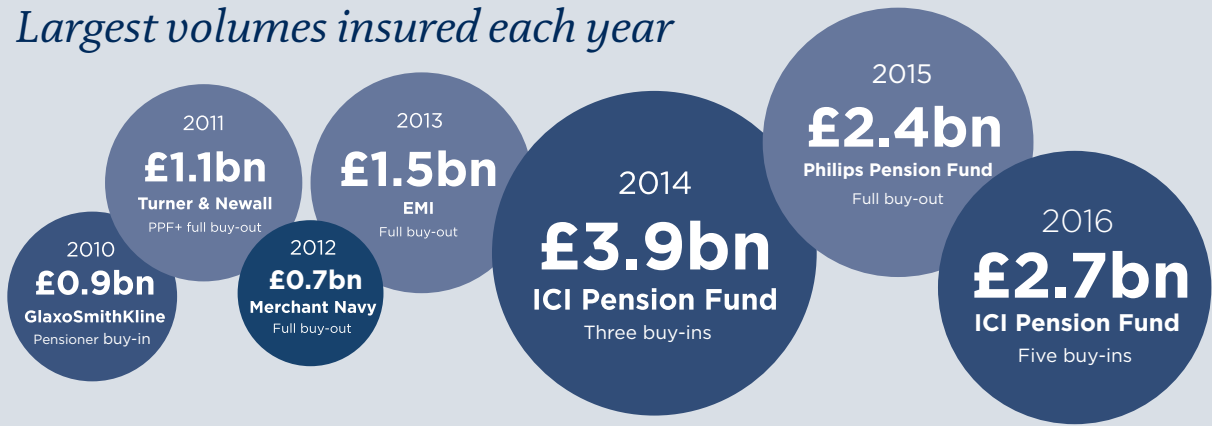 Largest volumes insured each year
2010
£0.9bn
GlaxoSmithKline
Pensioner buy-in
2011
£1.1bn
Turner & Newall
PPF+ full buy-out
2012
£0.7bn
Merchant Navy
Full buy-out
2013
£1.5bn
EMI
Full buy-out
2014
£3.9bn
ICI Pension Fund
Three buy-ins
2015
£2.4bn
Philips Pension Fund
Full buy-out
2016
£2.7bn
ICI Pension Fund
Five buy-ins